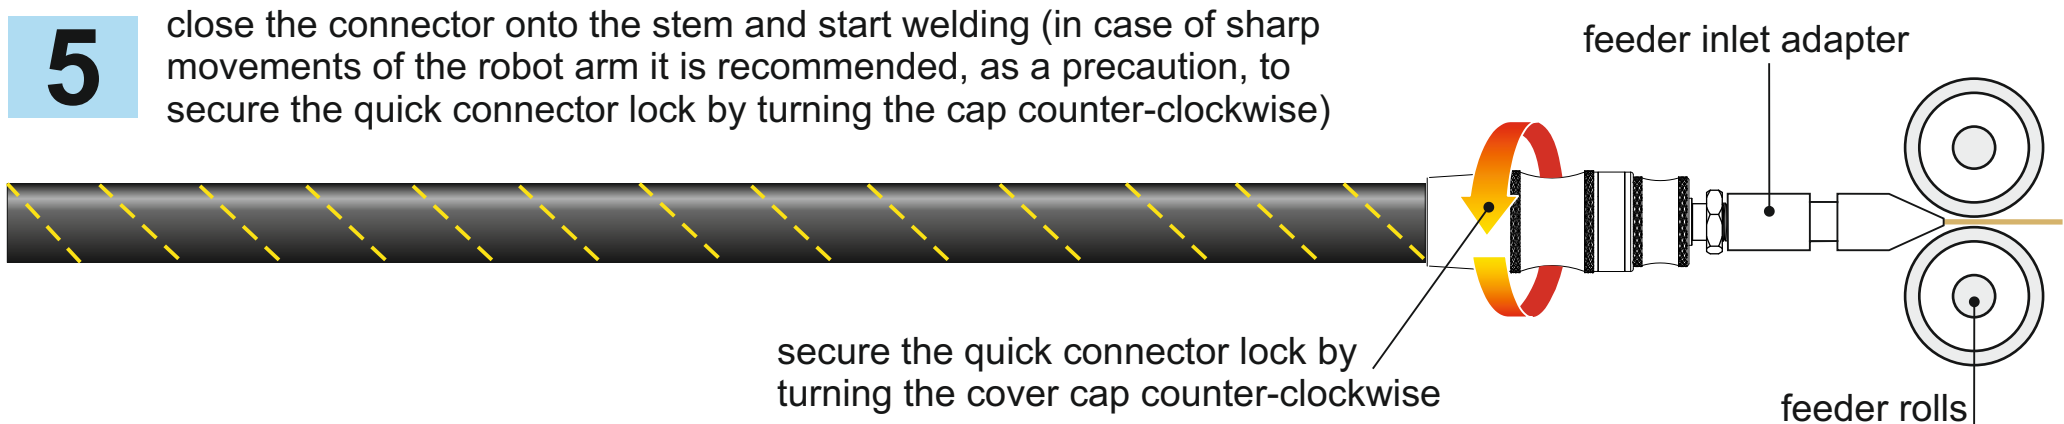 5
close the connector onto the stem and start welding (in case of sharp
movements of the robot arm it is recommended, as a precaution, to
secure the quick connector lock by turning the cap counter-clockwise)
feeder inlet adapter
secure the quick connector lock by
turning the cover cap counter-clockwise
feeder rolls